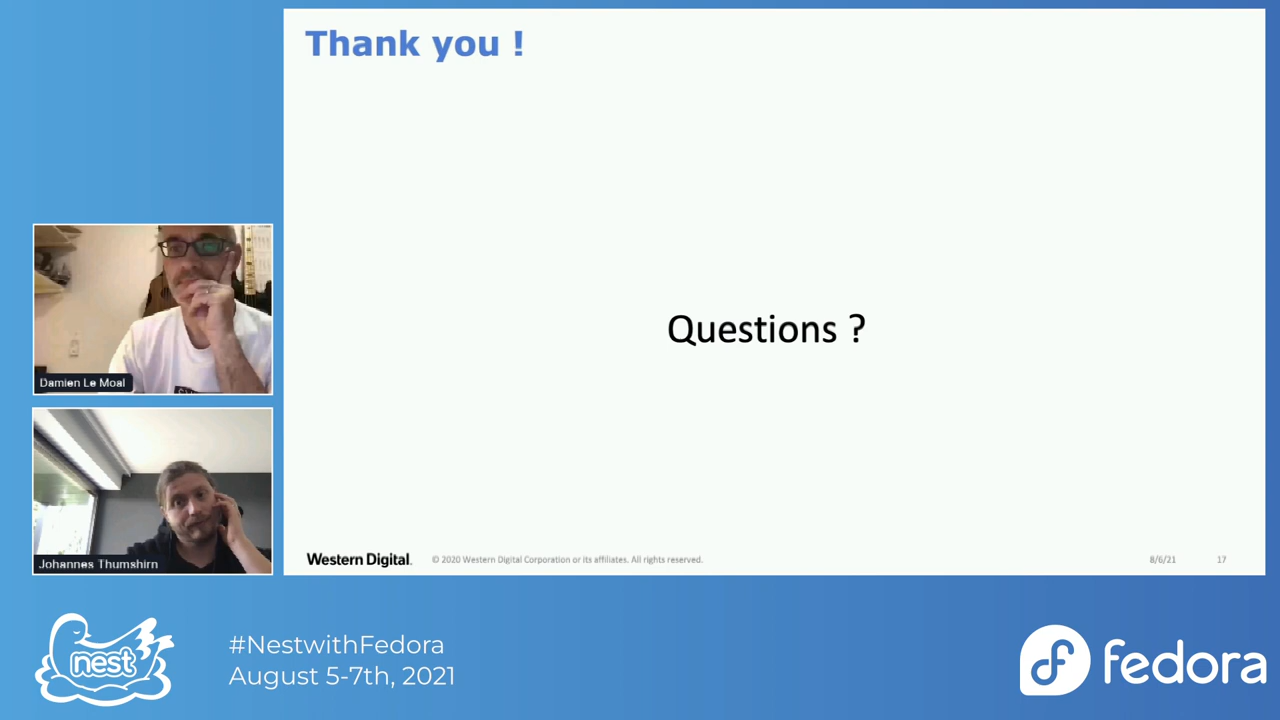 Thank you !
Questions ?
Damien Le Moal
Johannes Thumshirn
Western Digital.
© 2020 Western Digital Corporation or its affiliates. All rights reserved.
8/6/21
17
nest
#NestwithFedora
August 5-7th, 2021
fedora